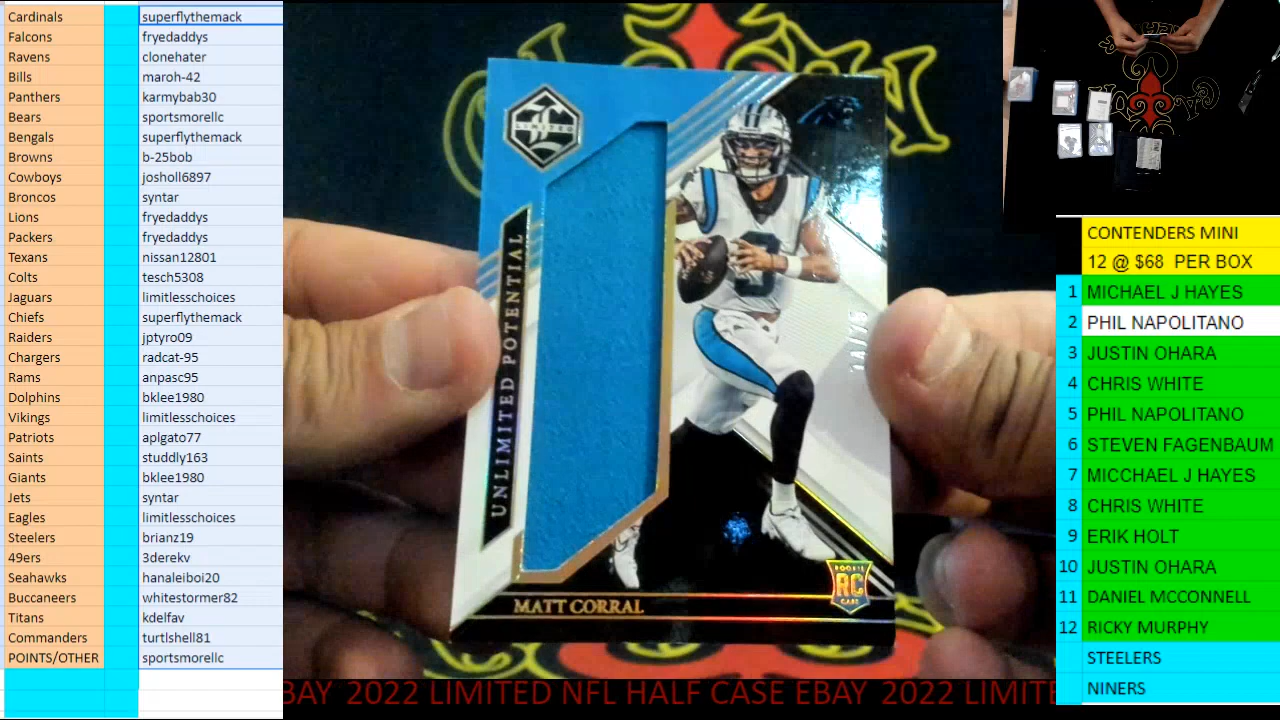 Cardinals superflythemack
Falcons fryedaddys
Ravens clonehater
Bills maroh-42
Panthers karmybab30
Bears sportsmorellc
Bengals superflythemack
Browns b-25bob
Cowboys josholl6897
Broncos syntar
Lions fryedaddys
Packers fryedaddys
Texans nissan12801
Colts tesch5308
Jaguars limitlesschoices
Chiefs superflythemack
Raiders jptyro09
Chargers radcat-95
Rams anpasc95
Dolphins bklee1980
Vikings limitlesschoices
Patriots aplgato77
Saints studdly163
Giants bklee1980
Jets syntar
Eagles limitlesschoices
Steelers brianz19
49ers 3derekv
Seahawks hanaleiboi20
Buccaneers whitestormer82
Titans kdelfav
Commanders turtlshell81
POINTS/OTHER sportsmorellc
LIMITED
UNLIMITED POTENTIAL
MATT CORRAL
ROOKIE
RC
CARD
CONTENDERS MINI
12 @ $68 PER BOX
1 MICHAEL J HAYES
2 PHIL NAPOLITANO
3 JUSTIN OHARA
4 CHRIS WHITE
5 PHIL NAPOLITANO
6 STEVEN FAGENBAUM
7 MICCHAEL J HAYES
8 CHRIS WHITE
9 ERIK HOLT
10 JUSTIN OHARA
11 DANIEL MCCONNELL
12 RICKY MURPHY
STEELERS
NINERS
BAY 2022 LIMITED NFL HALF CASE EBAY 2022 LIMITE